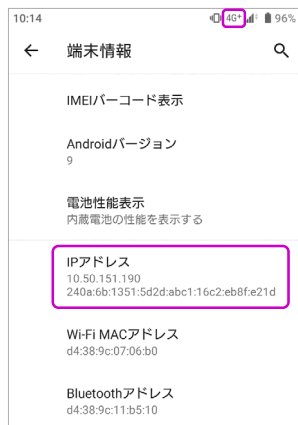 10:14 4G+ 96%
← 端末情報
IMEIバーコード表示
Androidバージョン
9
電池性能表示
内蔵電池の性能を表示する
IPアドレス
10.50.151.190
240a:6b:1351:5d2d:abc1:16c2:eb8f:e21d
Wi-Fi MACアドレス
d4:38:9c:07:06:b0
Bluetoothアドレス
d4:38:9c:11:b5:10